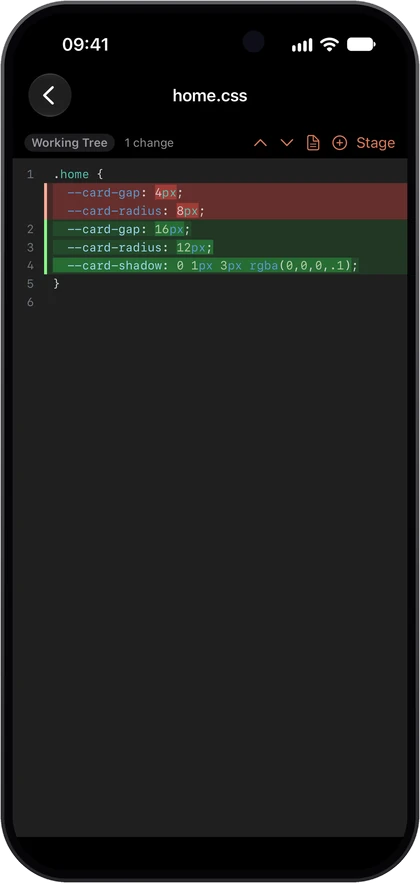 09:41
home.css
Working Tree 1 change Stage
1 .home {
--card-gap: 4px;
--card-radius: 8px;
2 --card-gap: 16px;
3 --card-radius: 12px;
4 --card-shadow: 0 1px 3px rgba(0,0,0,.1);
5 }
6